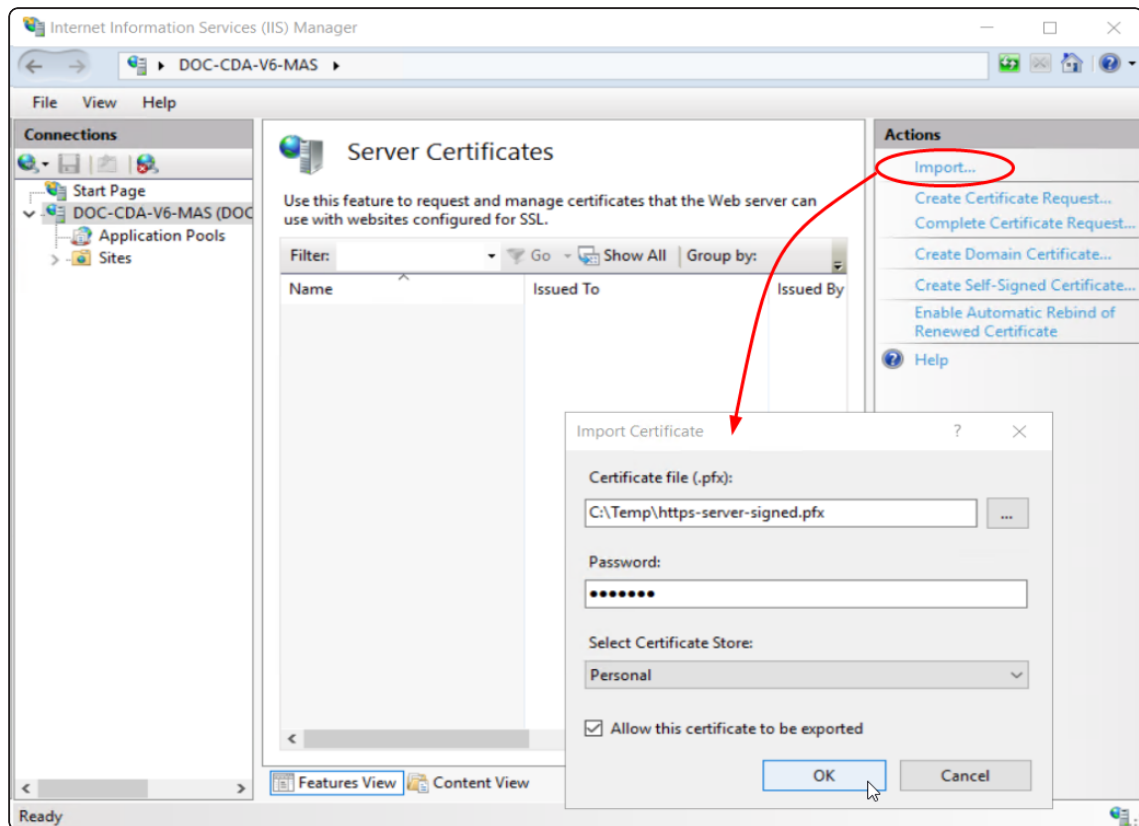 Internet Information Services (IIS) Manager
DOC-CDA-V6-MAS
File View Help
Connections
Start Page
DOC-CDA-V6-MAS (DOC
Application Pools
Sites
Server Certificates
Use this feature to request and manage certificates that the Web server can
use with websites configured for SSL.
Filter: Go Show All Group by:
Name Issued To Issued By
Actions
Import...
Create Certificate Request...
Complete Certificate Request...
Create Domain Certificate...
Create Self-Signed Certificate...
Enable Automatic Rebind of
Renewed Certificate
Help
Import Certificate
Certificate file (.pfx):
C:\Temp\https-server-signed.pfx
...
Password:
•••••••
Select Certificate Store:
Personal
Allow this certificate to be exported
OK Cancel
Features View Content View
Ready